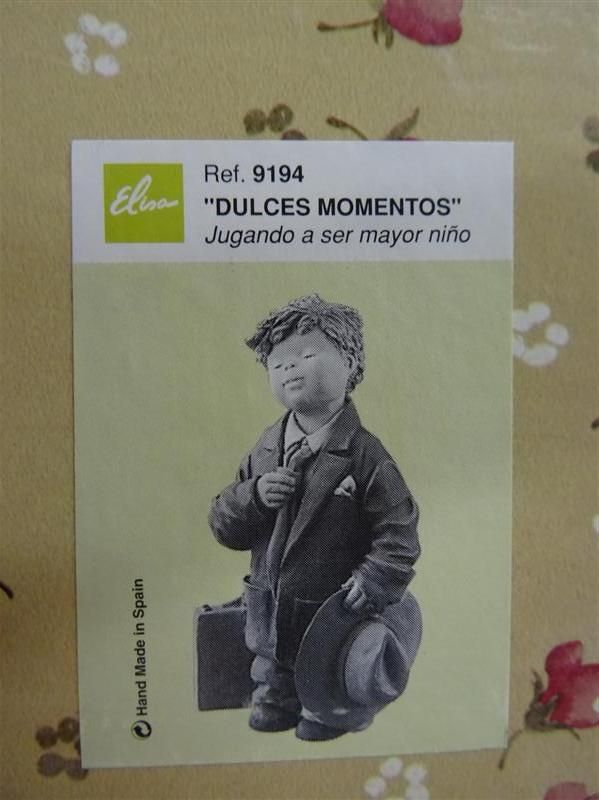 Elisa
Ref. 9194
"DULCES MOMENTOS"
Jugando a ser mayor niño
Hand Made in Spain